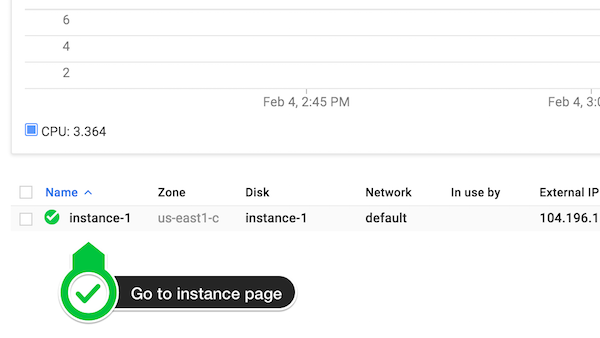 6
4
2
Feb 4, 2:45 PM Feb 4, 3:0
CPU: 3.364
Name Zone Disk Network In use by External IP
instance-1 us-east1-c instance-1 default 104.196.1
Go to instance page